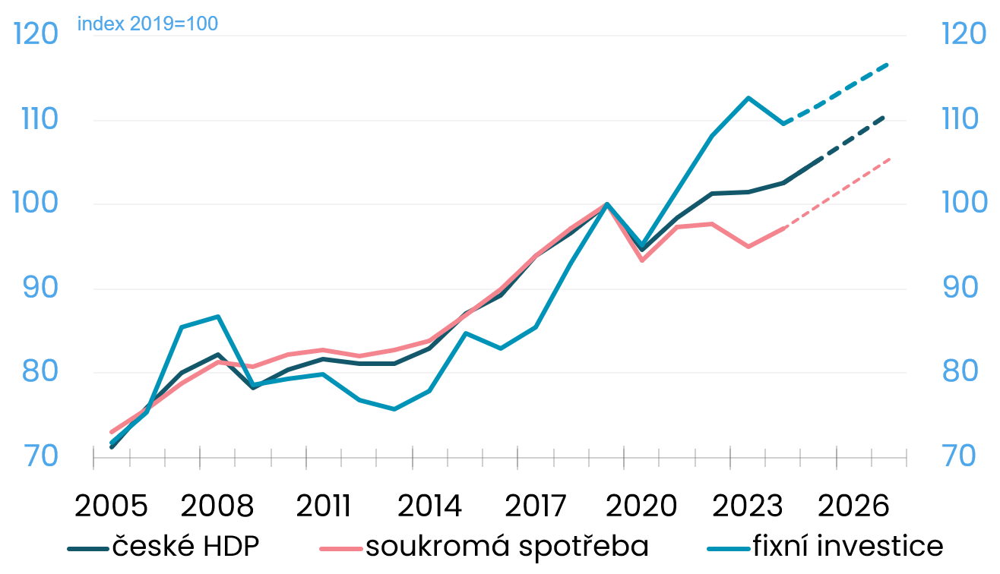 index 2019=100
120 120
110 110
100 100
90 90
80 80
70 70
2005 2008 2011 2014 2017 2020 2023 2026
české HDP soukromá spotřeba fixní investice